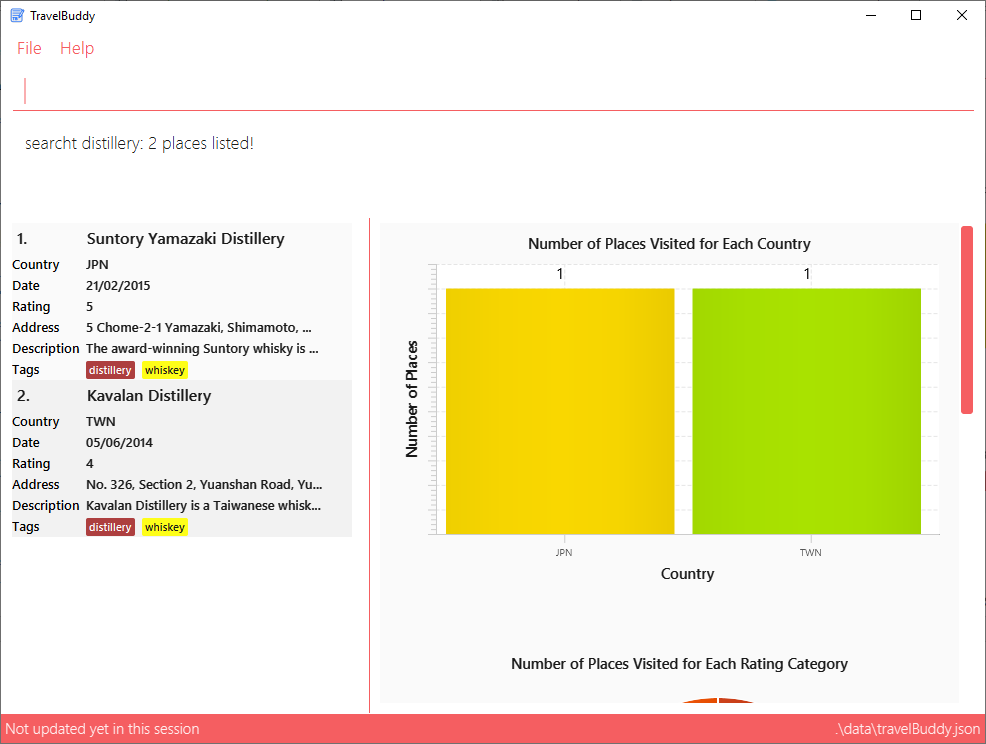 TravelBuddy
File Help
searcht distillery: 2 places listed!
1. Suntory Yamazaki Distillery
Country JPN
Date 21/02/2015
Rating 5
Address 5 Chome-2-1 Yamazaki, Shimamoto, ...
Description The award-winning Suntory whisky is ...
Tags distillery whiskey
2. Kavalan Distillery
Country TWN
Date 05/06/2014
Rating 4
Address No. 326, Section 2, Yuanshan Road, Yu...
Description Kavalan Distillery is a Taiwanese whisk...
Tags distillery whiskey
Number of Places Visited for Each Country
1 1
Number of Places
JPN TWN
Country
Number of Places Visited for Each Rating Category
Not updated yet in this session .\data\travelBuddy.json